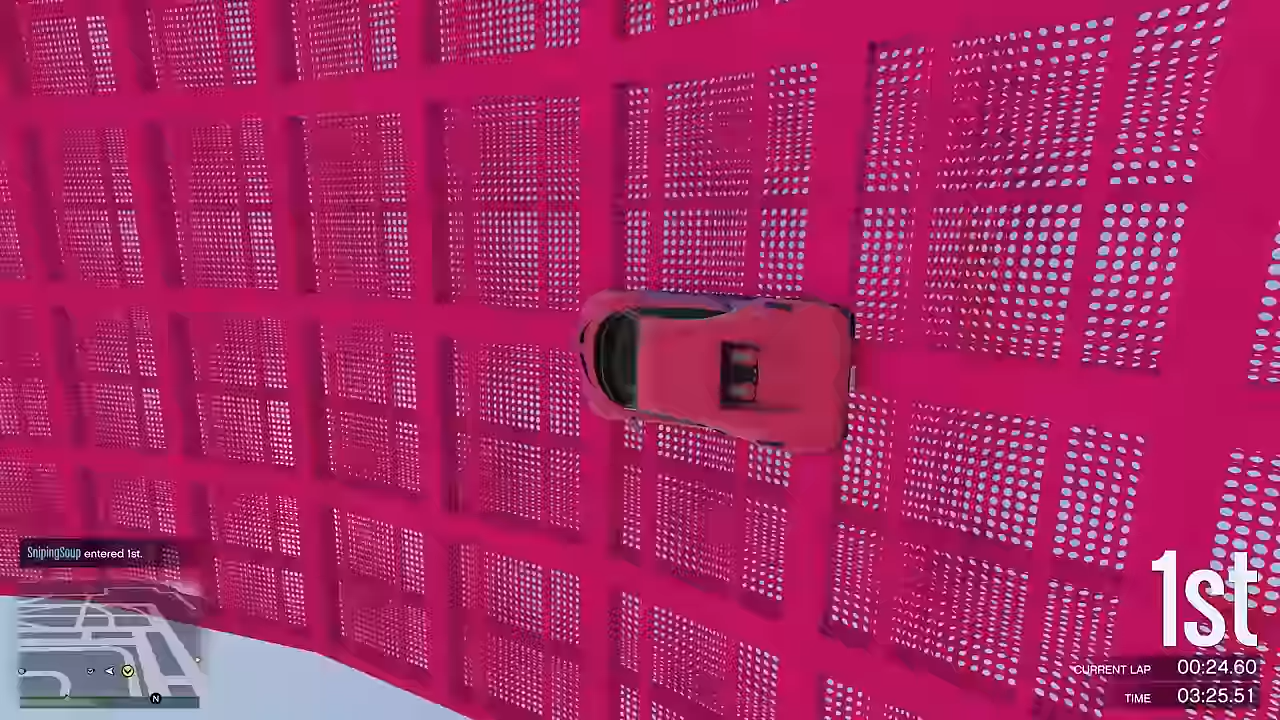 SnipingSoup entered 1st.
N
1st
CURRENT LAP 00:24.60
TIME 03:25.51